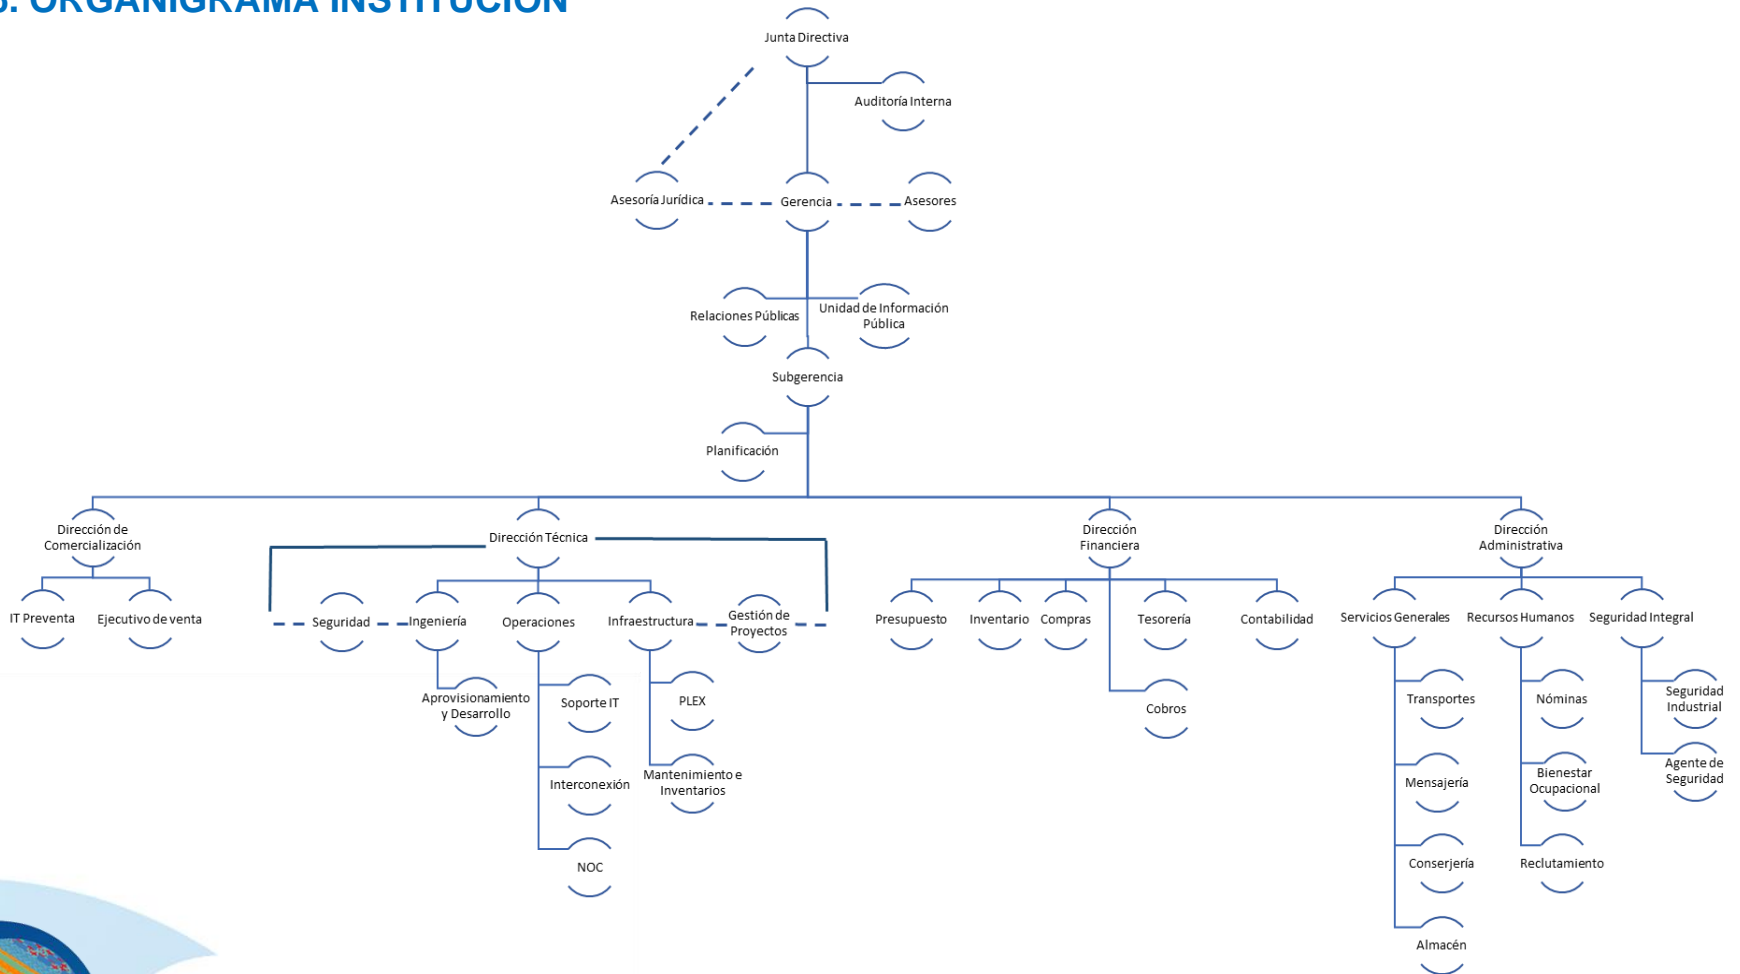 3. ORGANIGRAMA INSTITUCIÓN
Junta Directiva
Auditoría Interna
Asesoría Jurídica
Gerencia
Asesores
Relaciones Públicas
Unidad de Información
Pública
Subgerencia
Planificación
Dirección de
Comercialización
Dirección Técnica
Dirección
Financiera
Dirección
Administrativa
IT Preventa
Ejecutivo de venta
Seguridad
Ingeniería
Operaciones
Infraestructura
Gestión de
Proyectos
Presupuesto
Inventario
Compras
Tesorería
Contabilidad
Servicios Generales
Recursos Humanos
Seguridad Integral
Aprovisionamiento
y Desarrollo
Soporte IT
PLEX
Cobros
Transportes
Nóminas
Seguridad
Industrial
Interconexión
Mantenimiento e
Inventarios
Mensajería
Bienestar
Ocupacional
Agente de
Seguridad
NOC
Conserjería
Reclutamiento
Almacén